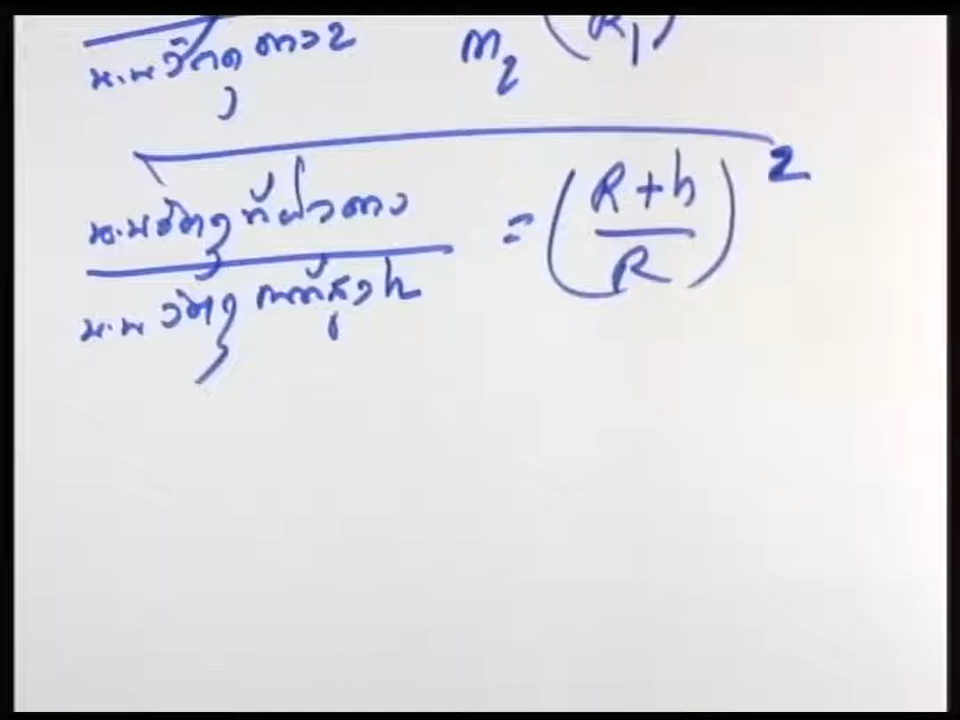 น.น วัตถุ ดาว 2 m₂ (R₁)
น.น วัตถุ ที่ผิวดาว = (R + h / R)²
น.น วัตถุ ที่สูง h